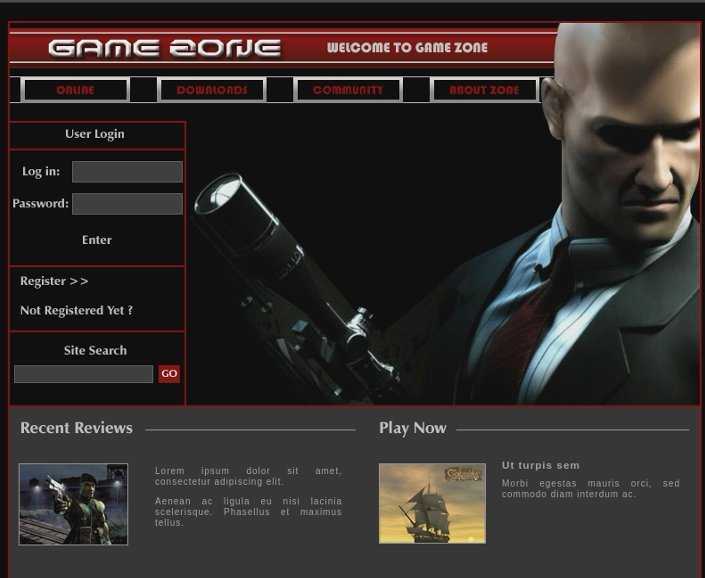 GAME ZONE
WELCOME TO GAME ZONE
ONLINE
DOWNLOADS
COMMUNITY
ABOUT ZONE
User Login
Log in:
Password:
Enter
Register >>
Not Registered Yet ?
Site Search
GO
Recent Reviews
Lorem ipsum dolor sit amet,
consectetur adipiscing elit.
Aenean ac ligula eu nisi lacinia
scelerisque. Phasellus et maximus
tellus.
Play Now
Ut turpis sem
Morbi egestas mauris orci, sed
commodo diam interdum ac.